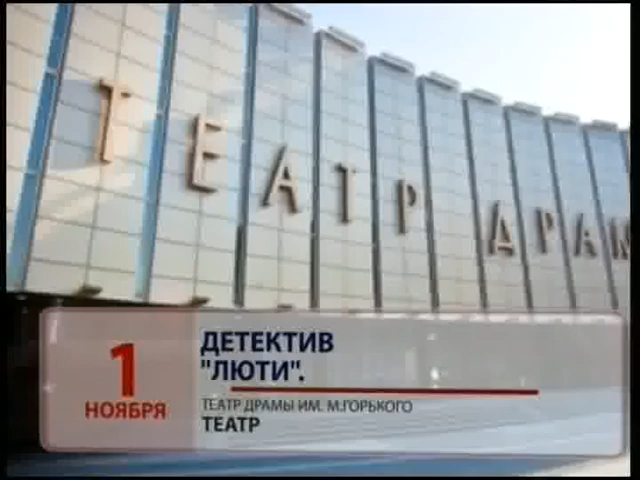 ТЕАТР ДРАМ
1
НОЯБРЯ
ДЕТЕКТИВ
"ЛЮТИ".
ТЕАТР ДРАМЫ ИМ. М.ГОРЬКОГО
ТЕАТР